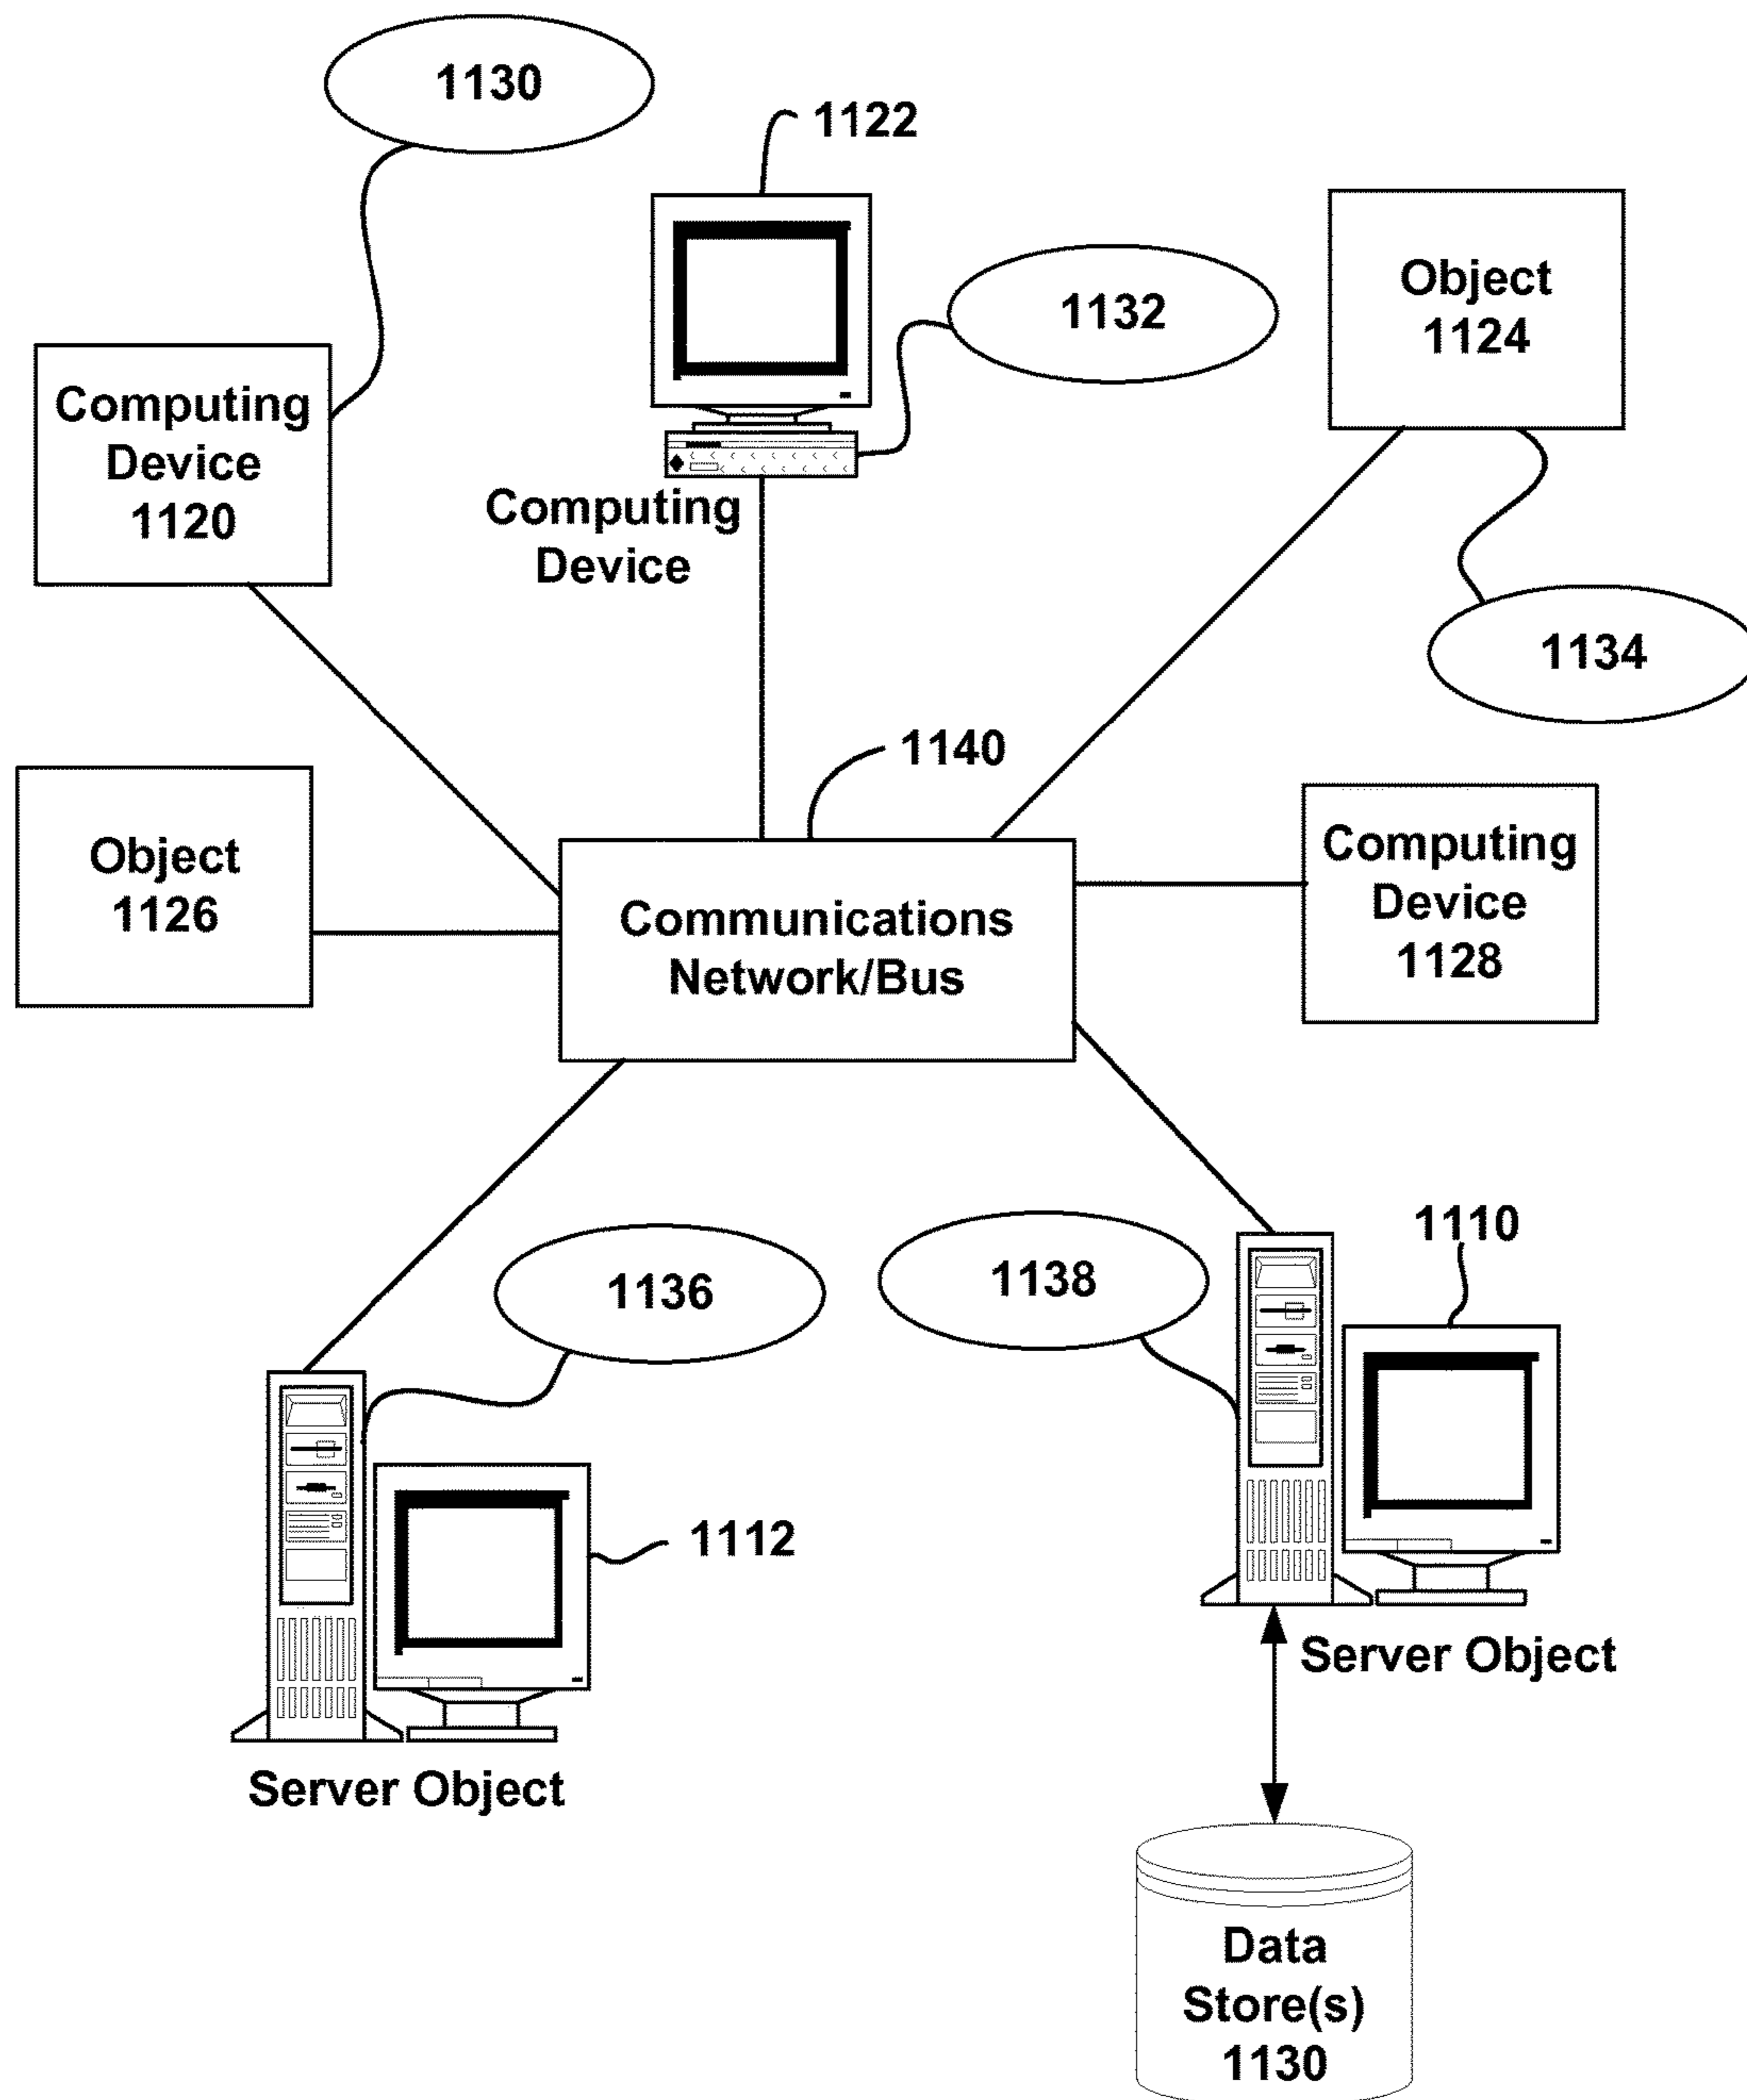 1130
1122
1132
Object
1124
Computing
Device
1120
Computing
Device
1134
1140
Object
1126
Communications
Network/Bus
Computing
Device
1128
1136
1138
1110
1112
Server Object
Server Object
Data
Store(s)
1130